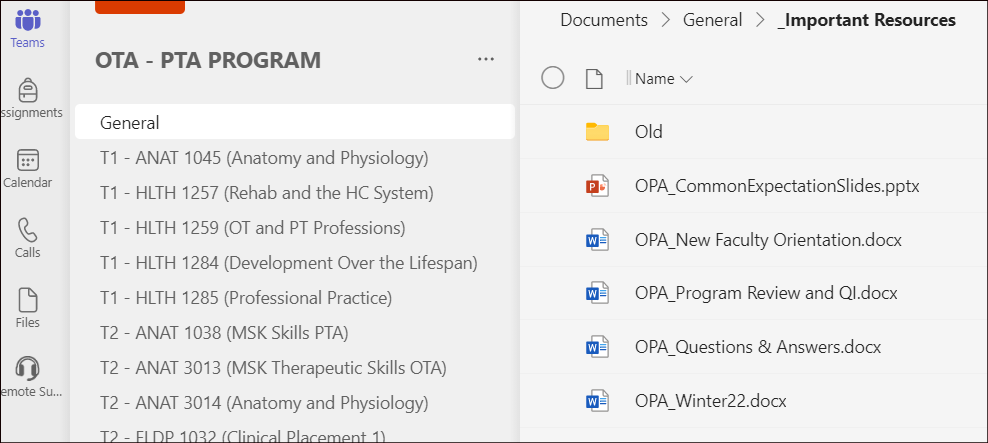 Teams
ssignments
Calendar
Calls
Files
emote Su...
OTA - PTA PROGRAM
...
General
T1 - ANAT 1045 (Anatomy and Physiology)
T1 - HLTH 1257 (Rehab and the HC System)
T1 - HLTH 1259 (OT and PT Professions)
T1 - HLTH 1284 (Development Over the Lifespan)
T1 - HLTH 1285 (Professional Practice)
T2 - ANAT 1038 (MSK Skills PTA)
T2 - ANAT 3013 (MSK Therapeutic Skills OTA)
T2 - ANAT 3014 (Anatomy and Physiology)
T2 - FLDP 1032 (Clinical Placement 1)
Documents > General > _Important Resources
Name
Old
OPA_CommonExpectationSlides.pptx
OPA_New Faculty Orientation.docx
OPA_Program Review and QI.docx
OPA_Questions & Answers.docx
OPA_Winter22.docx